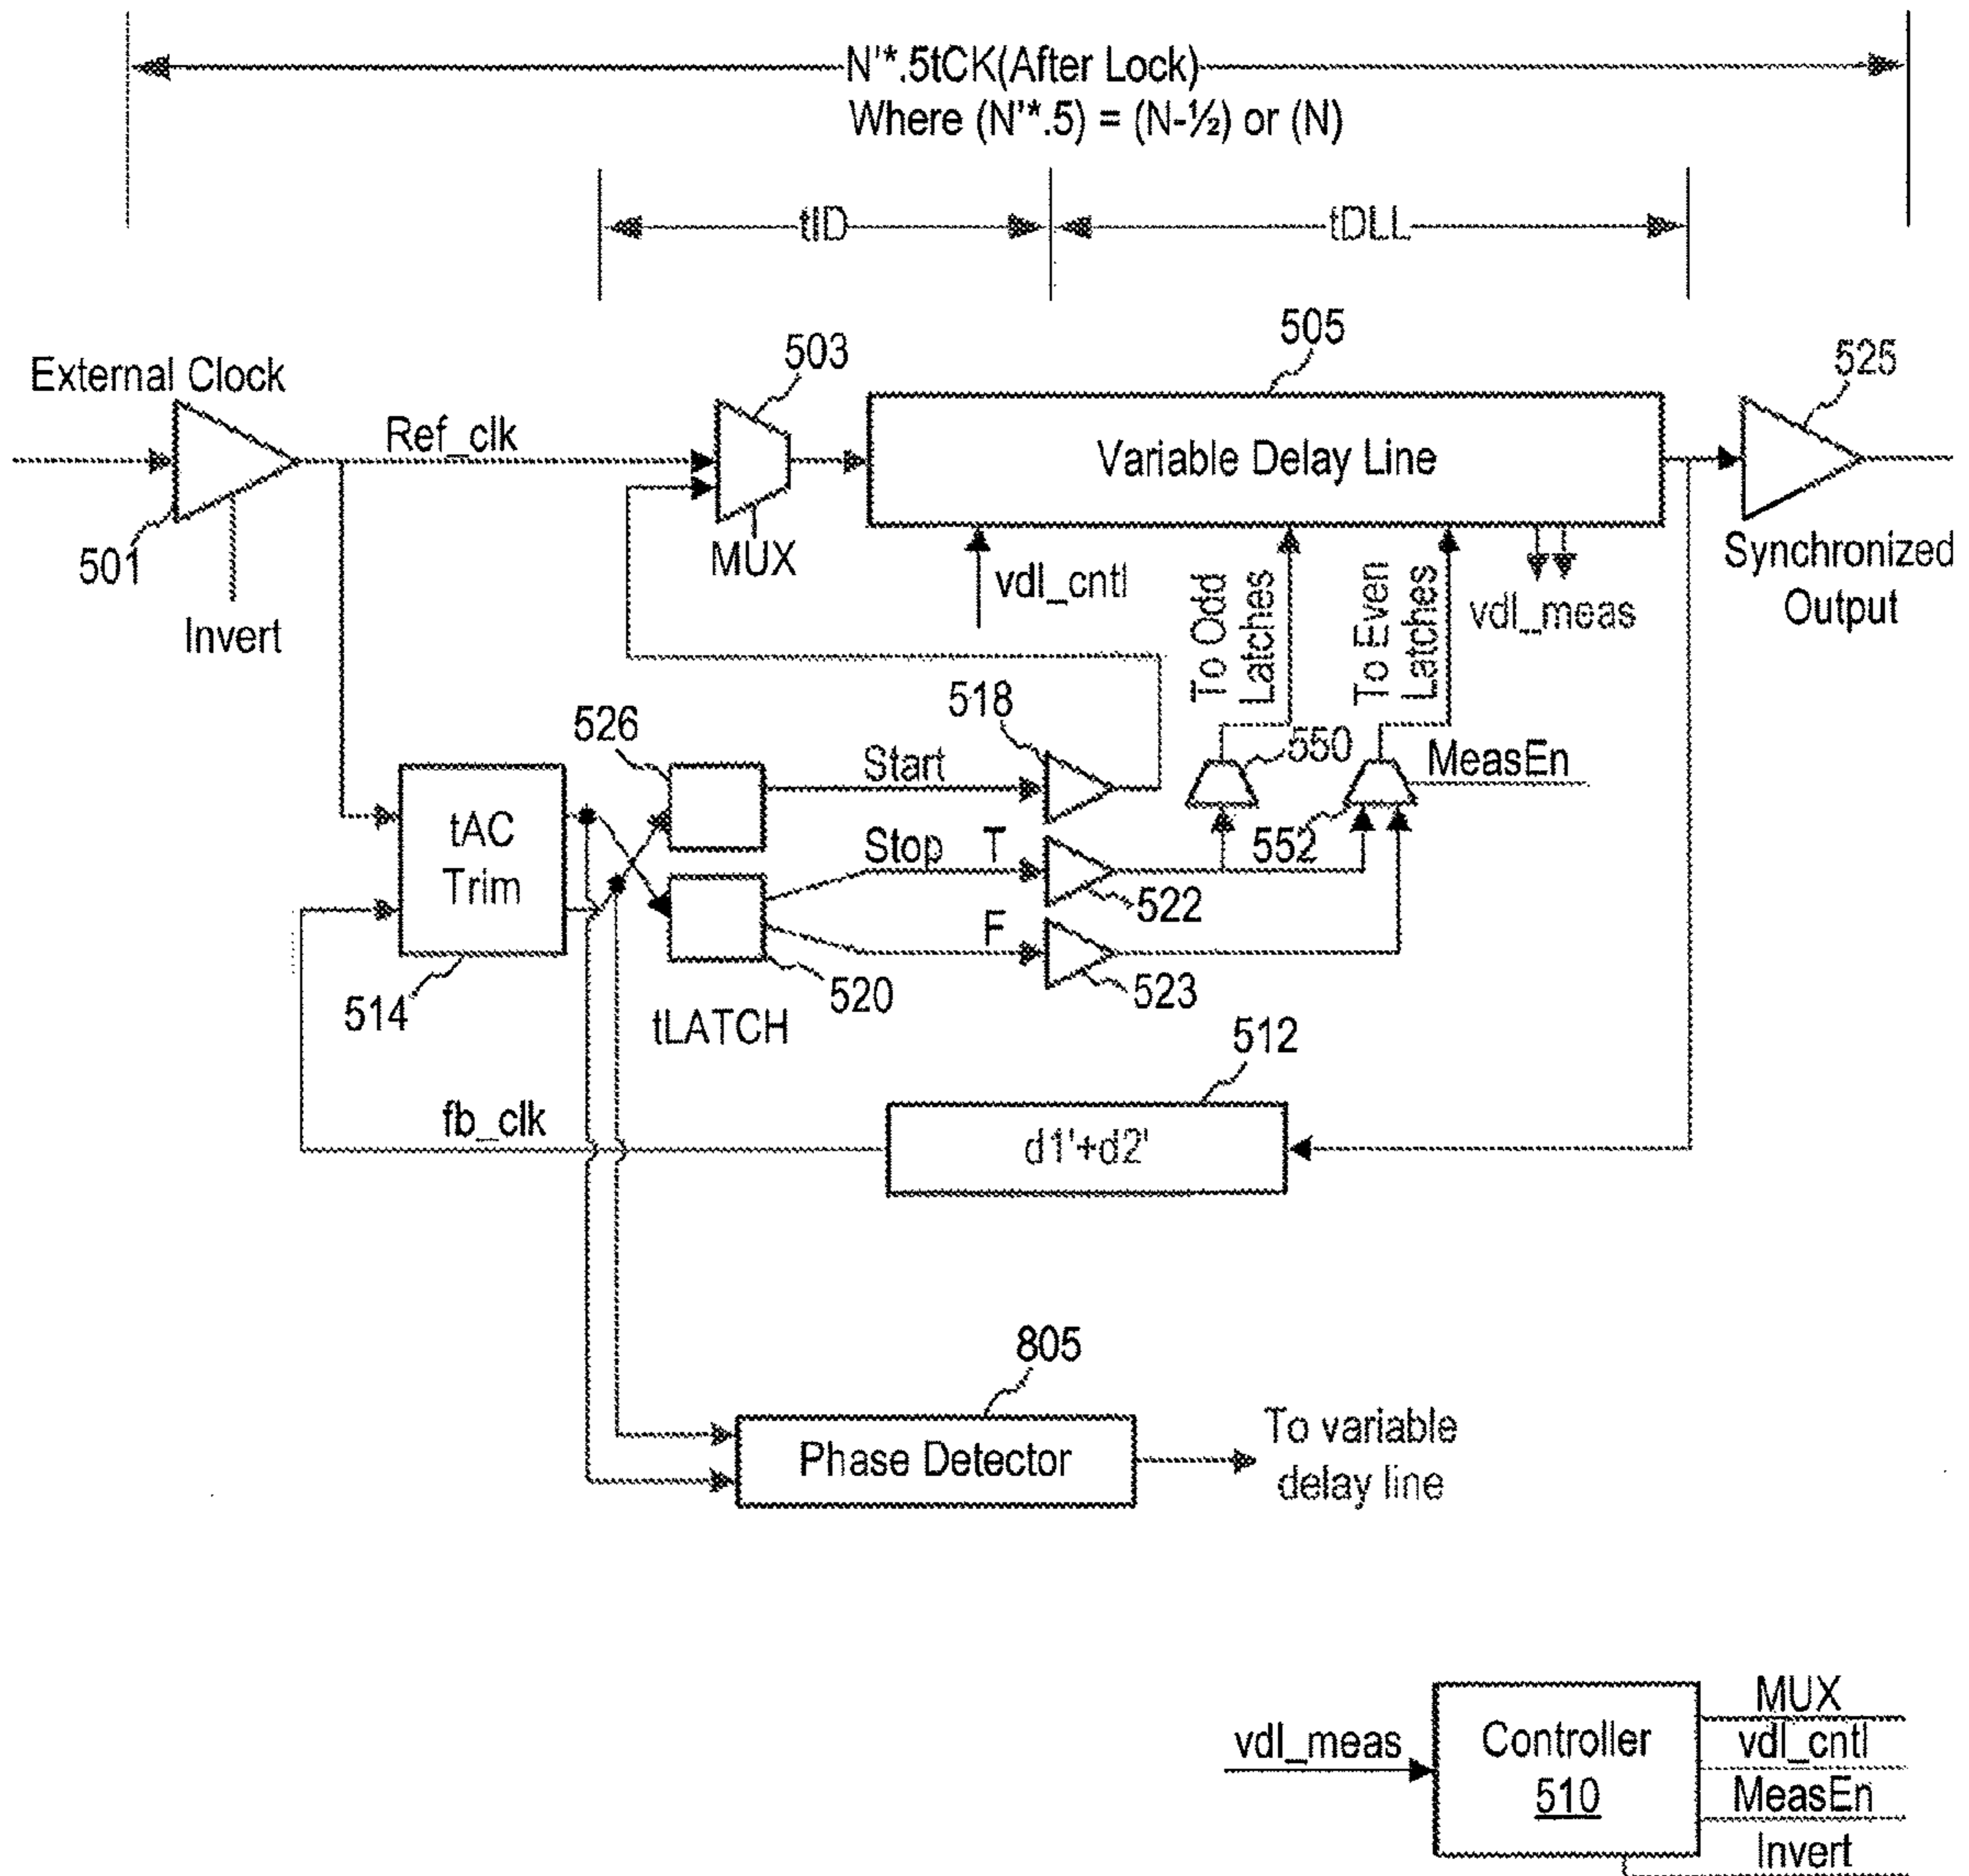 N'*.5tCK(After Lock)
Where (N'*.5) = (N-½) or (N)
tID
tDLL
External Clock
501
Invert
Ref_clk
503
MUX
505
Variable Delay Line
525
Synchronized
Output
vdl_cntl
To Odd
Latches
To Even
Latches
vdl_meas
tAC
Trim
514
526
Start
518
550
MeasEn
Stop
T
522
552
F
523
520
tLATCH
512
d1'+d2'
fb_clk
805
Phase Detector
To variable
delay line
vdl_meas
Controller
510
MUX
vdl_cntl
MeasEn
Invert